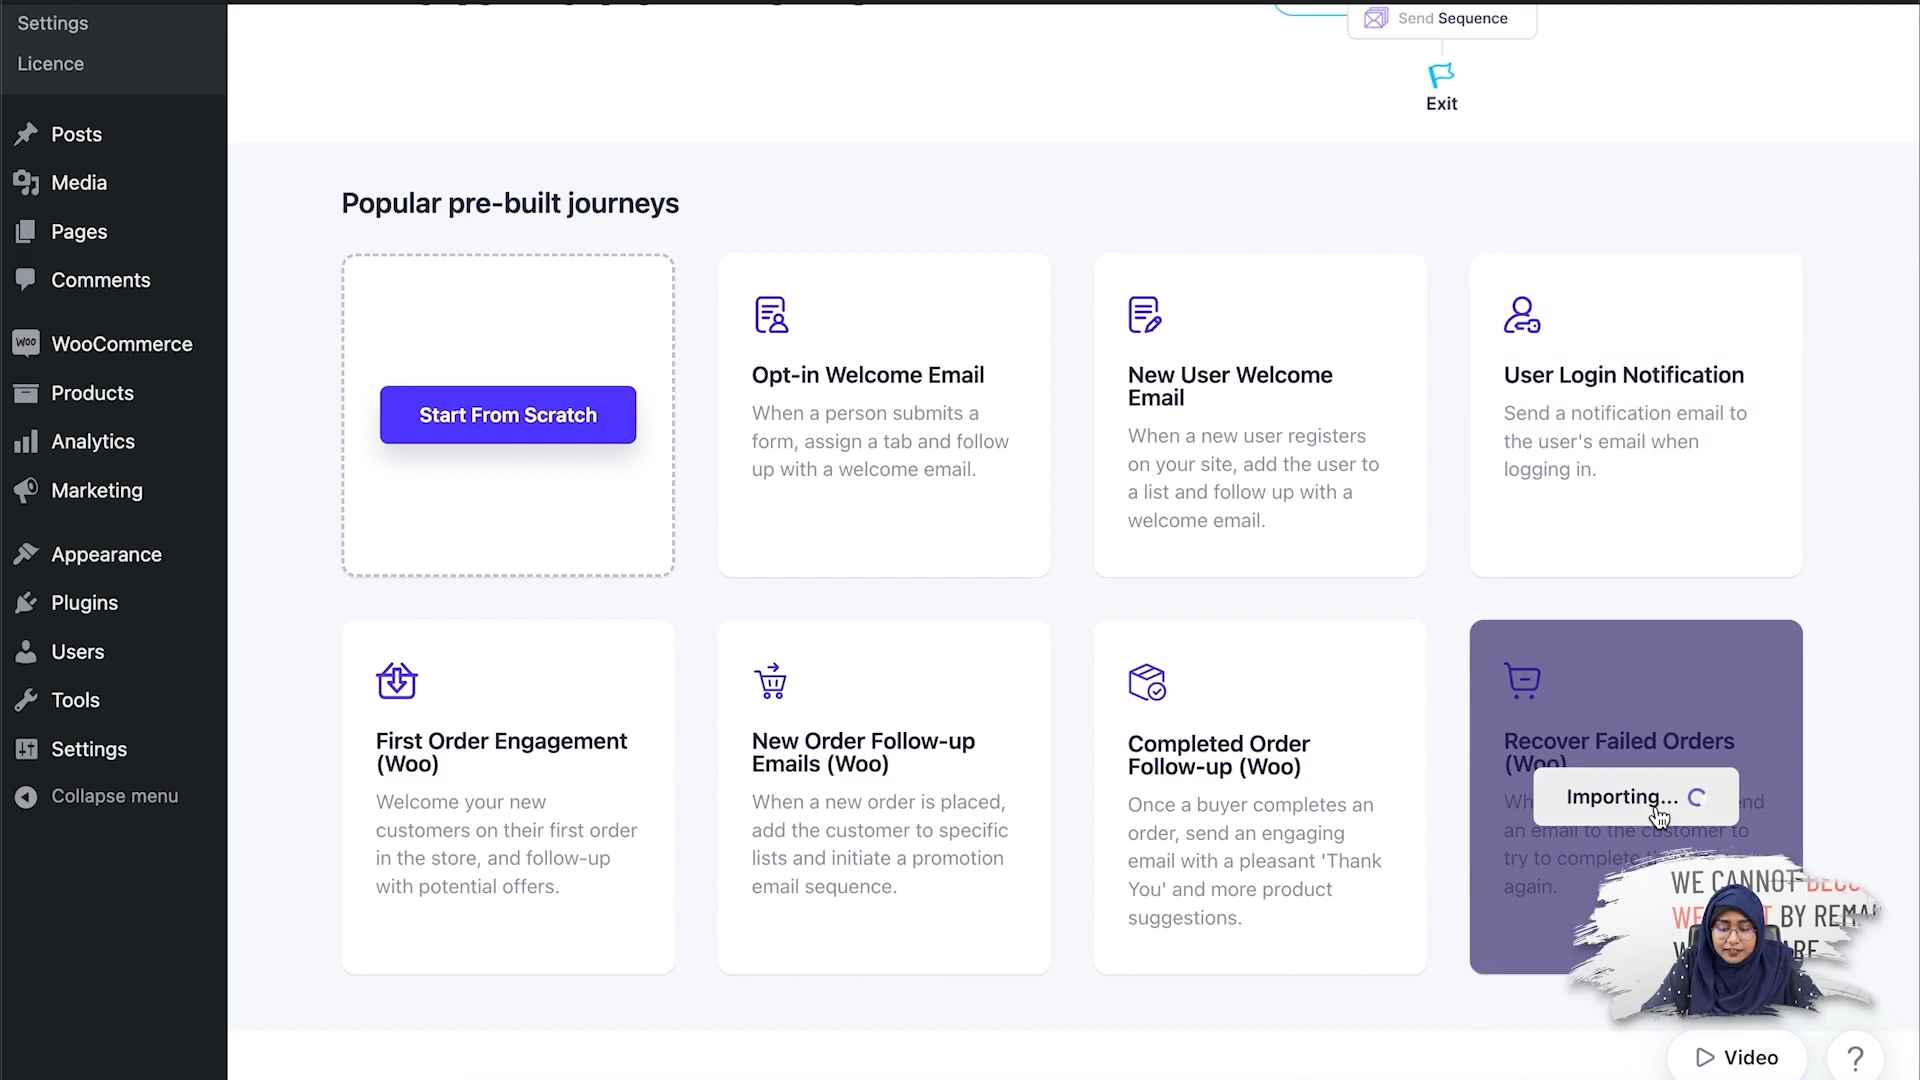 Settings
Licence
Posts
Media
Pages
Comments
WooCommerce
Products
Analytics
Marketing
Appearance
Plugins
Users
Tools
Settings
Collapse menu
Send Sequence
Exit
Popular pre-built journeys
Start From Scratch
Opt-in Welcome Email
When a person submits a
form, assign a tab and follow
up with a welcome email.
New User Welcome
Email
When a new user registers
on your site, add the user to
a list and follow up with a
welcome email.
User Login Notification
Send a notification email to
the user's email when
logging in.
First Order Engagement
(Woo)
Welcome your new
customers on their first order
in the store, and follow-up
with potential offers.
New Order Follow-up
Emails (Woo)
When a new order is placed,
add the customer to specific
lists and initiate a promotion
email sequence.
Completed Order
Follow-up (Woo)
Once a buyer completes an
order, send an engaging
email with a pleasant 'Thank
You' and more product
suggestions.
Recover Failed Orders
(Woo)
Importing...
an email to the customer to
try to complete
again.
WE CANNOT
WE BY
Video
?